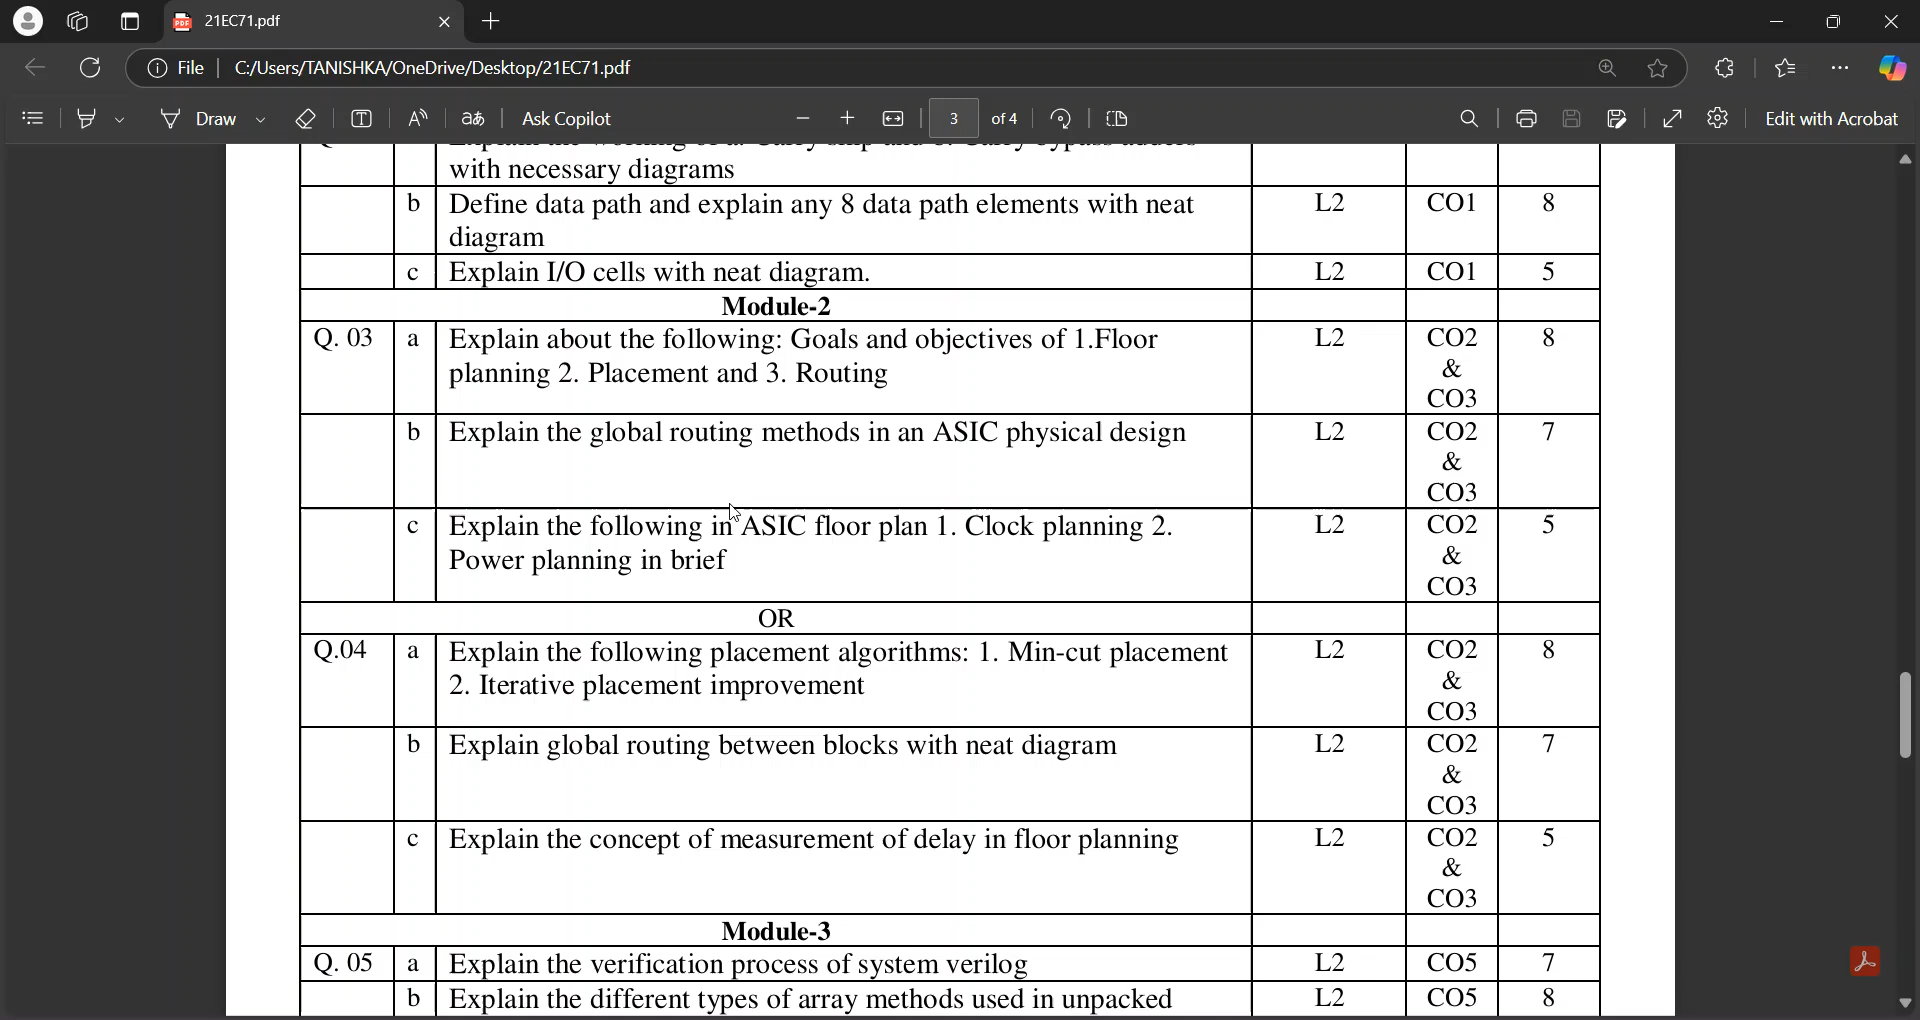 21EC71.pdf
File
C:/Users/TANISHKA/OneDrive/Desktop/21EC71.pdf
Draw
Ask Copilot
3 of 4
Edit with Acrobat
with necessary diagrams
b Define data path and explain any 8 data path elements with neat L2 CO1 8
diagram
c Explain I/O cells with neat diagram. L2 CO1 5
Module-2
Q. 03 a Explain about the following: Goals and objectives of 1.Floor L2 CO2 8
planning 2. Placement and 3. Routing &
CO3
b Explain the global routing methods in an ASIC physical design L2 CO2 7
&
CO3
c Explain the following in ASIC floor plan 1. Clock planning 2. L2 CO2 5
Power planning in brief &
CO3
OR
Q.04 a Explain the following placement algorithms: 1. Min-cut placement L2 CO2 8
2. Iterative placement improvement &
CO3
b Explain global routing between blocks with neat diagram L2 CO2 7
&
CO3
c Explain the concept of measurement of delay in floor planning L2 CO2 5
&
CO3
Module-3
Q. 05 a Explain the verification process of system verilog L2 CO5 7
b Explain the different types of array methods used in unpacked L2 CO5 8